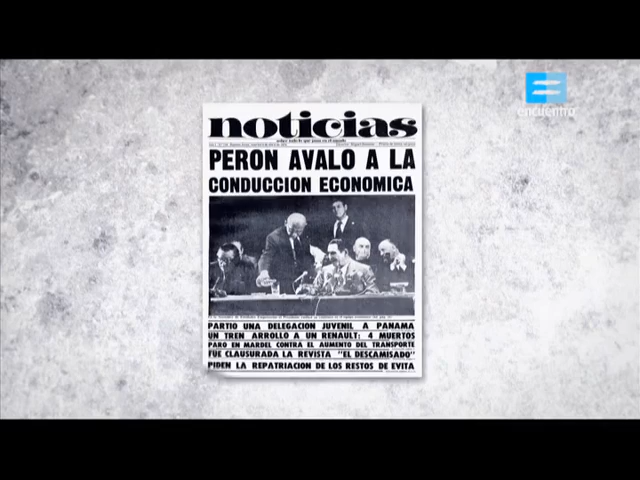 encuentro
noticias
PERON AVALO A LA
CONDUCCION ECONOMICA
PARTIO UNA DELEGACION JUVENIL A PANAMA
UN TREN ARROLLO A UN RENAULT: 4 MUERTOS
PARO EN MARDEL CONTRA EL AUMENTO DEL TRANSPORTE
FUE CLAUSURADA LA REVISTA "EL DESCAMISADO"
PIDEN LA REPATRIACION DE LOS RESTOS DE EVITA